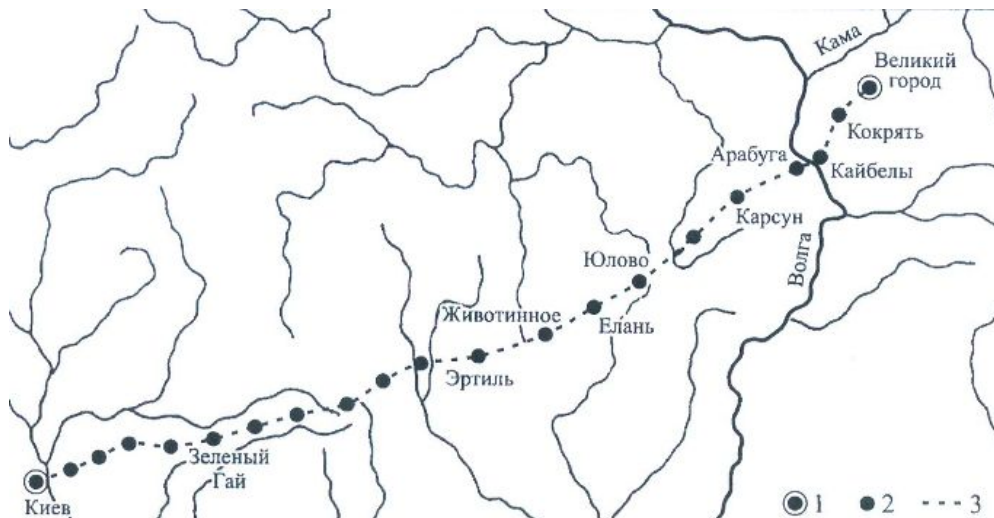 Кама
Великий
город
Кокрять
Арабуга
Кайбелы
Карсун
Волга
Юлово
Животинное
Елань
Эртиль
Зеленый
Гай
Киев
1
2
3